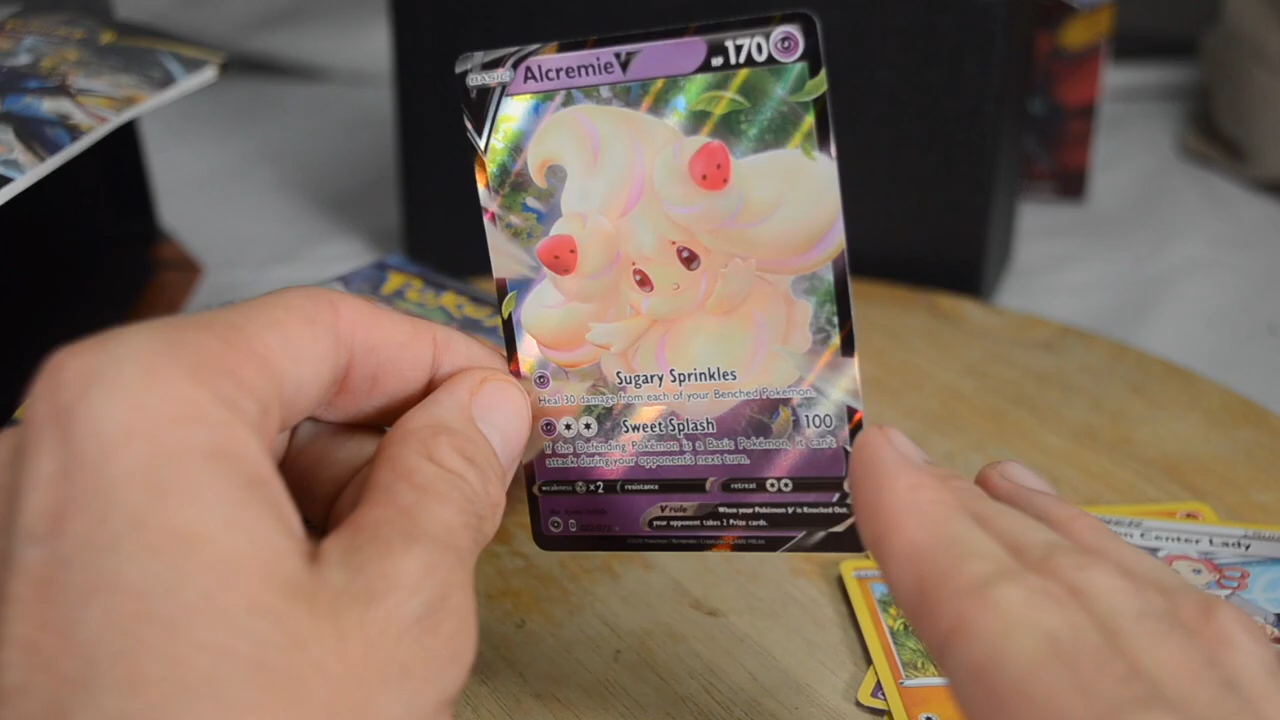 BASIC Alcremie V HP 170
Sugary Sprinkles
Heal 30 damage from each of your Benched Pokémon.
Sweet Splash 100
If the Defending Pokémon is a Basic Pokémon, it can't
attack during your opponent's next turn.
weakness ×2 resistance retreat
V rule When your Pokémon V is Knocked Out,
your opponent takes 2 Prize cards.
Center Lady